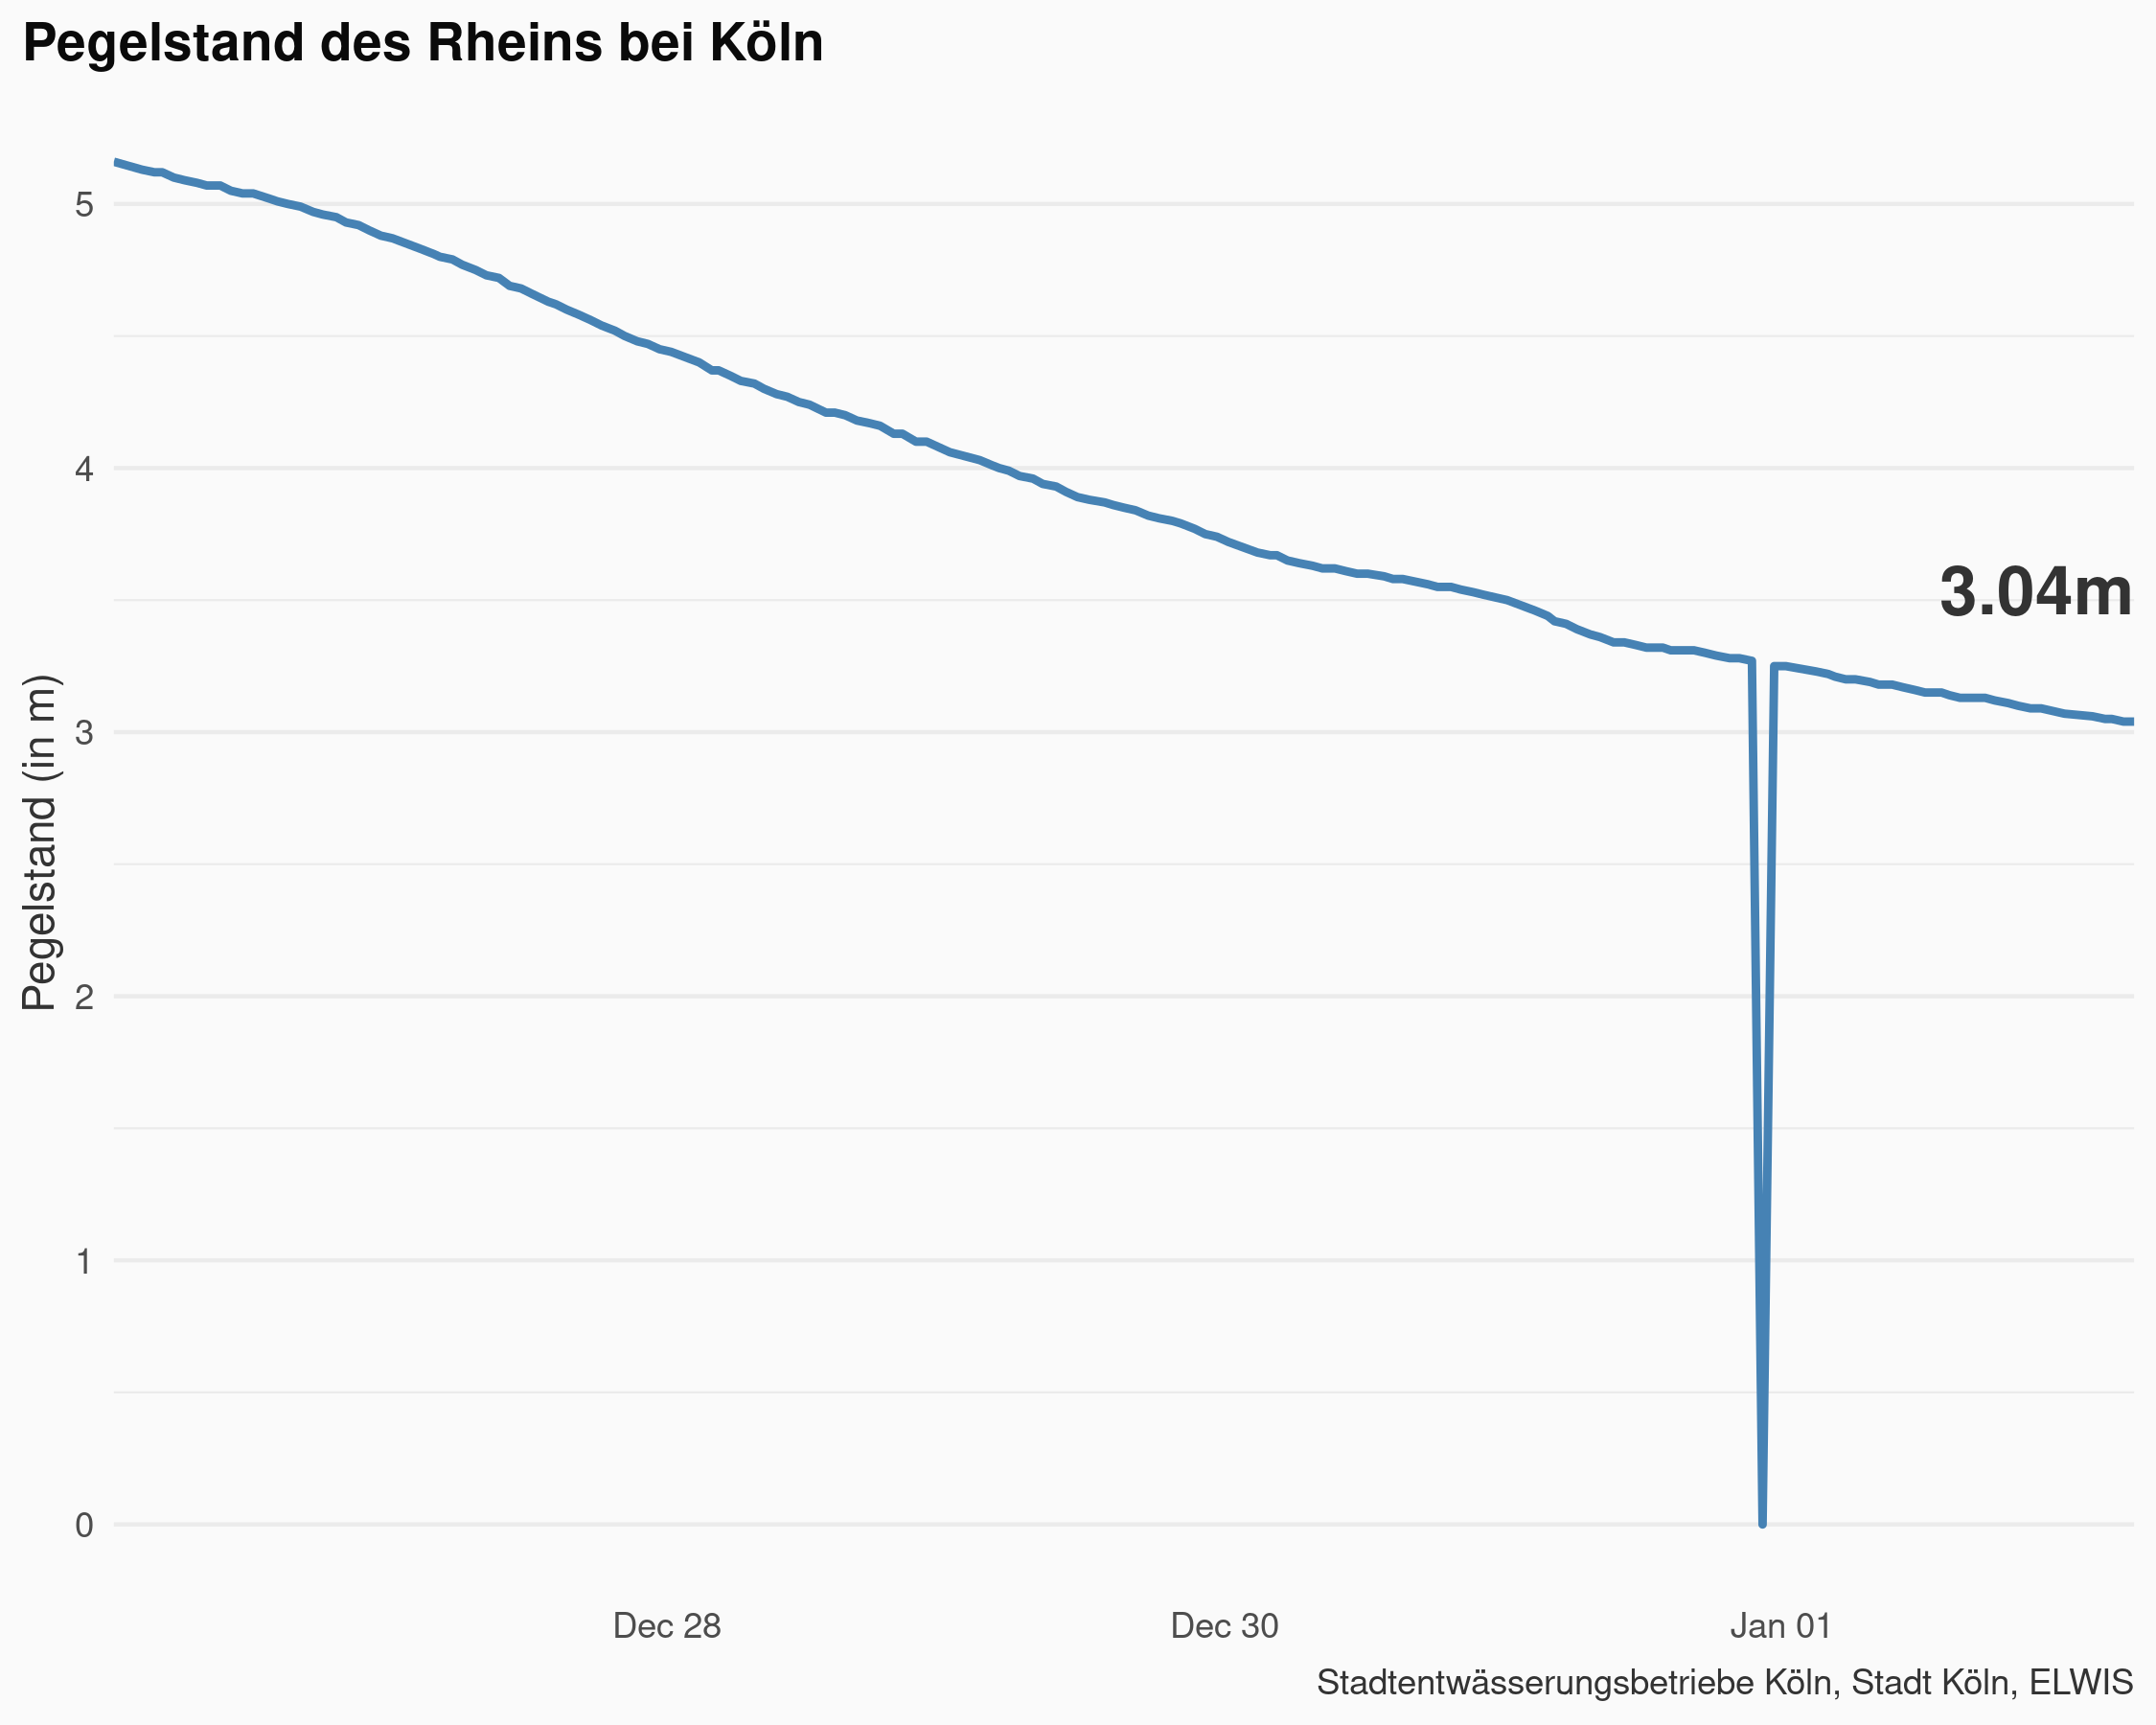 Pegelstand des Rheins bei Köln
Pegelstand (in m)
5
4
3
2
1
0
3.04m
Dec 28
Dec 30
Jan 01
Stadtentwässerungsbetriebe Köln, Stadt Köln, ELWIS